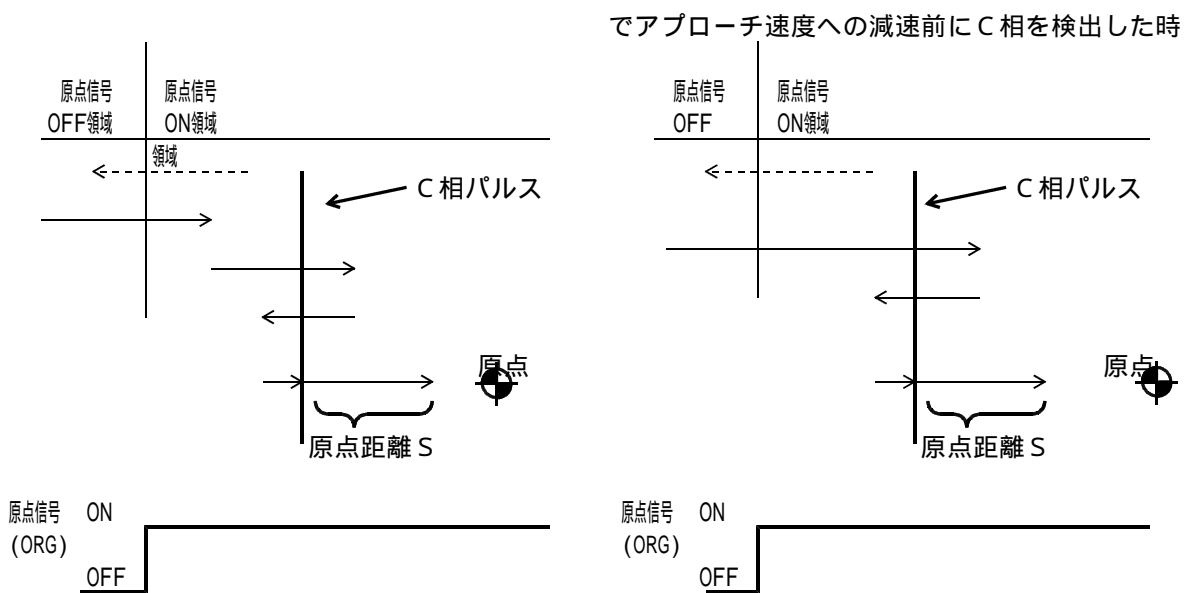 でアプローチ速度への減速前にC相を検出した時
原点信号
OFF領域
原点信号
ON領域
領域
C相パルス
原点
原点距離S
原点信号 ON
(ORG)
OFF
原点信号
OFF
原点信号
ON領域
C相パルス
原点
原点距離S
原点信号 ON
(ORG)
OFF